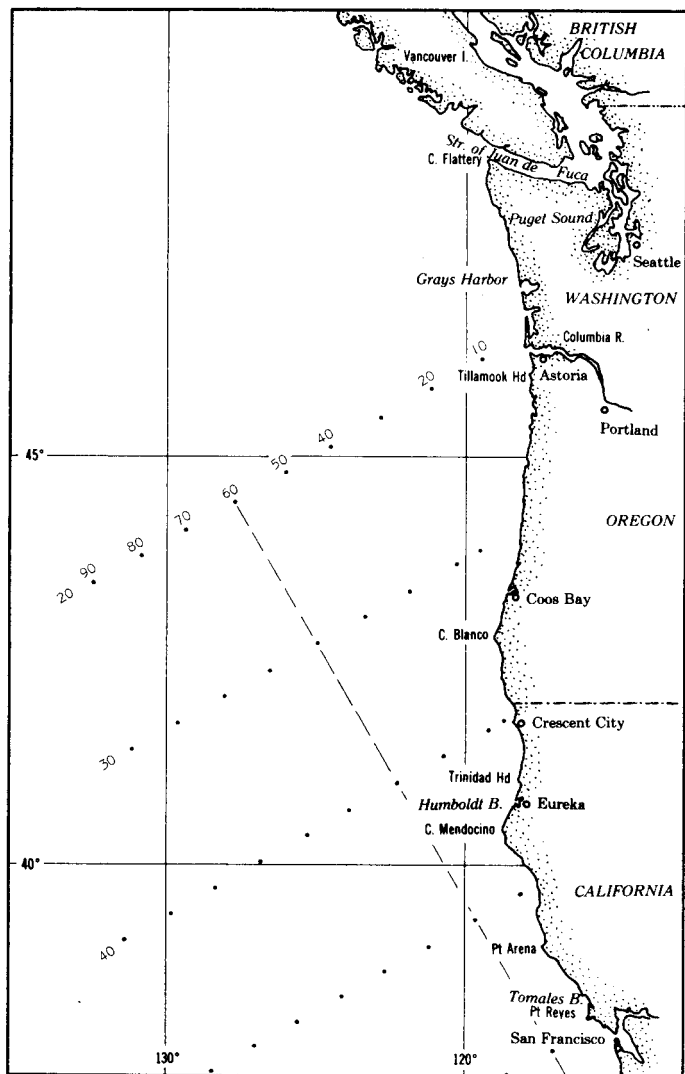 BRITISH
COLUMBIA
Vancouver I.
Str. of Juan de Fuca
C. Flattery
Puget Sound
Seattle
Grays Harbor
WASHINGTON
Columbia R.
10
Tillamook Hd
Astoria
20
Portland
40
45°
50
60
OREGON
70
80
90
20
Coos Bay
C. Blanco
Crescent City
30
Trinidad Hd
Humboldt B.
Eureka
C. Mendocino
40°
CALIFORNIA
40
Pt Arena
Tomales B.
Pt Reyes
San Francisco
130°
120°